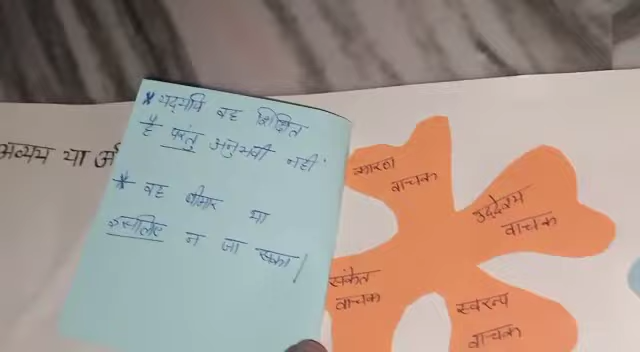 अव्यय या
* यद्यपि वह शिक्षित
है परंतु अनुभवी नहीं
* वह बीमार था
इसलिए न जा सका।
कारण
वाचक
उद्देश्य
वाचक
संकेत
वाचक
स्वरूप
वाचक